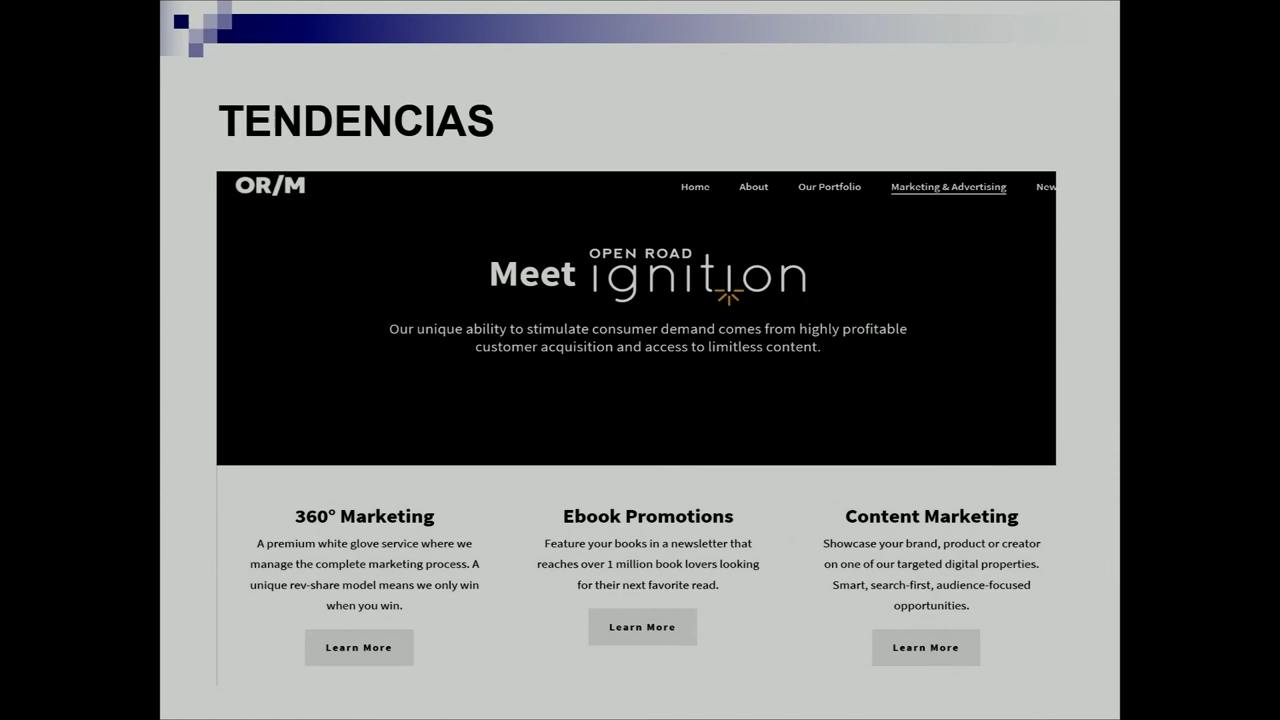 TENDENCIAS
OR/M
Home About Our Portfolio Marketing & Advertising New
OPEN ROAD
Meet ignition
Our unique ability to stimulate consumer demand comes from highly profitable
customer acquisition and access to limitless content.
360° Marketing
A premium white glove service where we
manage the complete marketing process. A
unique rev-share model means we only win
when you win.
Learn More
Ebook Promotions
Feature your books in a newsletter that
reaches over 1 million book lovers looking
for their next favorite read.
Learn More
Content Marketing
Showcase your brand, product or creator
on one of our targeted digital properties.
Smart, search-first, audience-focused
opportunities.
Learn More